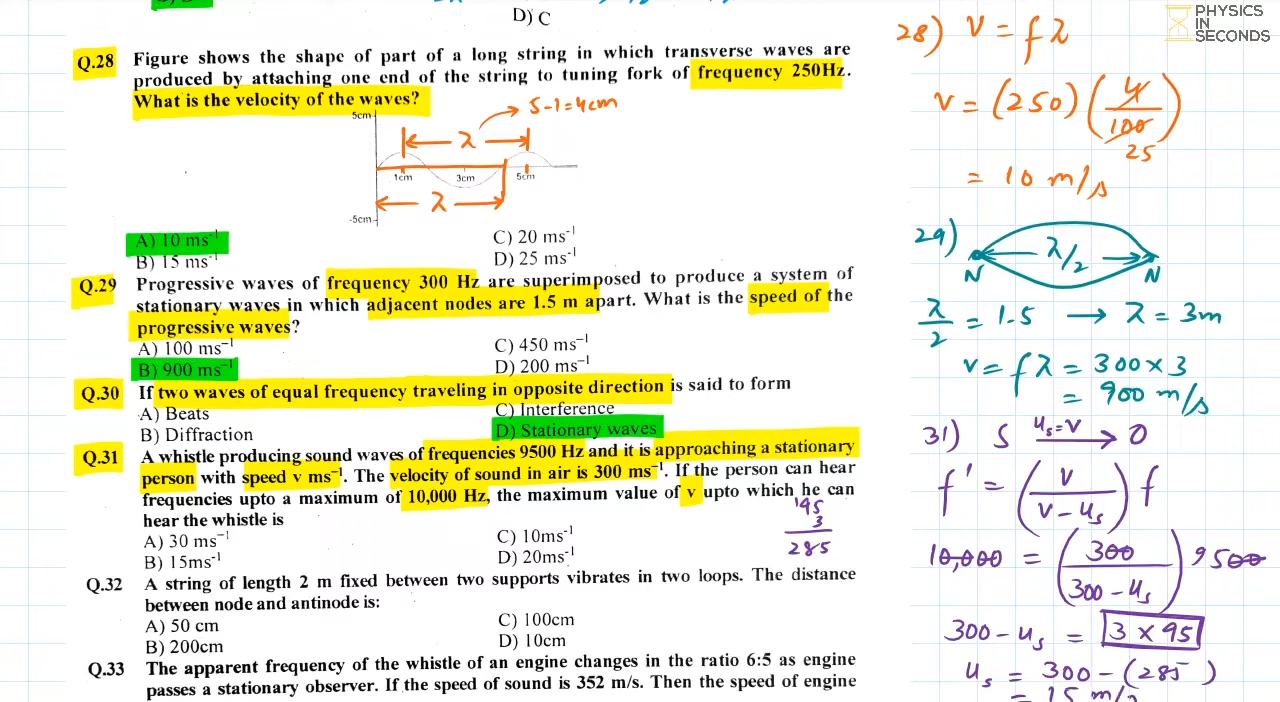 D) C
PHYSICS
IN
SECONDS
Q.28 Figure shows the shape of part of a long string in which transverse waves are
produced by attaching one end of the string to tuning fork of frequency 250Hz.
What is the velocity of the waves?
5-1=4cm
5cm
λ
1cm 3cm 5cm
λ
-5cm
A) 10 ms⁻¹ C) 20 ms⁻¹
B) 15 ms⁻¹ D) 25 ms⁻¹
Q.29 Progressive waves of frequency 300 Hz are superimposed to produce a system of
stationary waves in which adjacent nodes are 1.5 m apart. What is the speed of the
progressive waves?
A) 100 ms⁻¹ C) 450 ms⁻¹
B) 900 ms⁻¹ D) 200 ms⁻¹
Q.30 If two waves of equal frequency traveling in opposite direction is said to form
A) Beats C) Interference
B) Diffraction D) Stationary waves
Q.31 A whistle producing sound waves of frequencies 9500 Hz and it is approaching a stationary
person with speed v ms⁻¹. The velocity of sound in air is 300 ms⁻¹. If the person can hear
frequencies upto a maximum of 10,000 Hz, the maximum value of v upto which he can
hear the whistle is
A) 30 ms⁻¹ C) 10ms⁻¹
B) 15ms⁻¹ D) 20ms⁻¹
¹95
3
285
Q.32 A string of length 2 m fixed between two supports vibrates in two loops. The distance
between node and antinode is:
A) 50 cm C) 100cm
B) 200cm D) 10cm
Q.33 The apparent frequency of the whistle of an engine changes in the ratio 6:5 as engine
passes a stationary observer. If the speed of sound is 352 m/s. Then the speed of engine
28) v = fλ
v = (250) (4/100)
25
= 10 m/s
29) N λ/2 N
λ/2 = 1.5 → λ = 3m
v = fλ = 300 × 3
= 900 m/s
31) S us=v → O
f' = (v/v-us) f
10,000 = (300/300-us) 9500
300 - us = 3 × 95
us = 300 - (285)
= 15 m/s